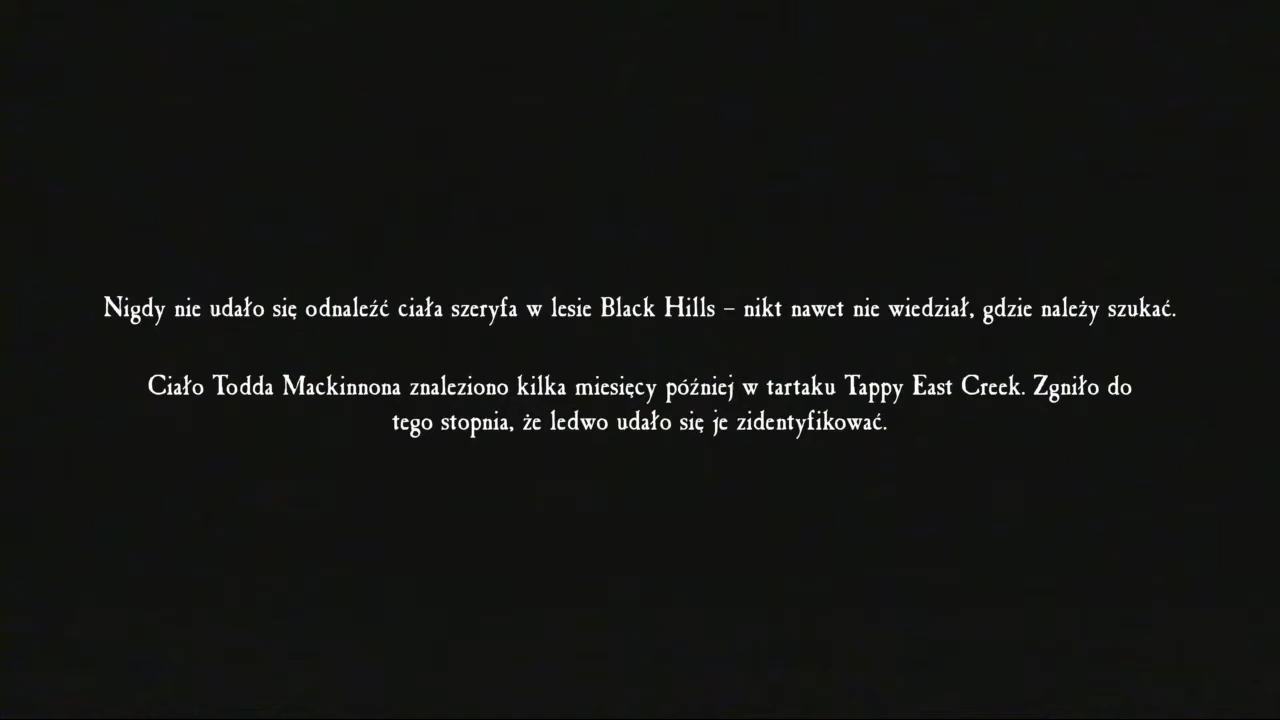 Nigdy nie udało się odnaleźć ciała szeryfa w lesie Black Hills – nikt nawet nie wiedział, gdzie należy szukać.
Ciało Todda Mackinnona znaleziono kilka miesięcy później w tartaku Tappy East Creek. Zgniło do
tego stopnia, że ledwo udało się je zidentyfikować.